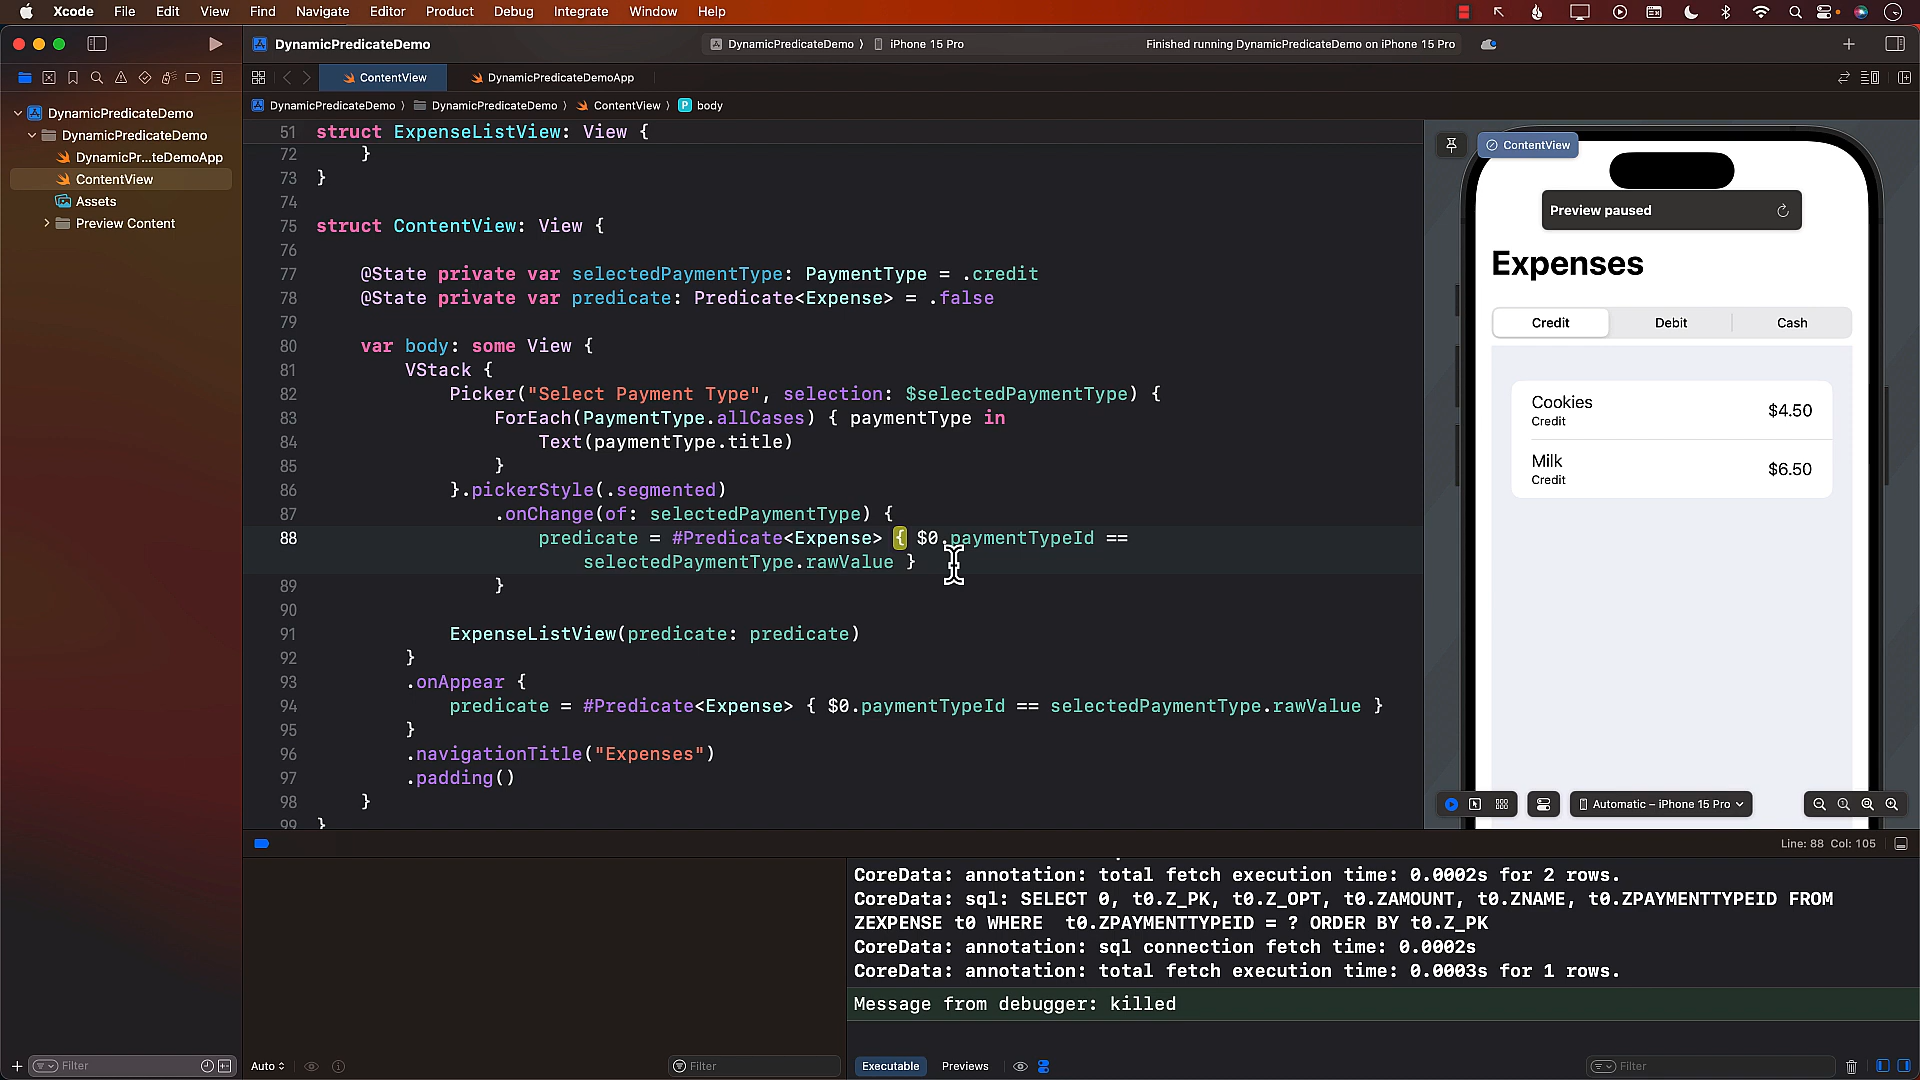 Xcode File Edit View Find Navigate Editor Product Debug Integrate Window Help
DynamicPredicateDemo
DynamicPredicateDemo ⟩ iPhone 15 Pro
Finished running DynamicPredicateDemo on iPhone 15 Pro
ContentView
DynamicPredicateDemoApp
DynamicPredicateDemo ⟩ DynamicPredicateDemo ⟩ ContentView ⟩ P body
DynamicPredicateDemo
DynamicPredicateDemo
DynamicPr...teDemoApp
ContentView
Assets
Preview Content
51 struct ExpenseListView: View {
72 }
73 }
74
75 struct ContentView: View {
76
77 @State private var selectedPaymentType: PaymentType = .credit
78 @State private var predicate: Predicate<Expense> = .false
79
80 var body: some View {
81 VStack {
82 Picker("Select Payment Type", selection: $selectedPaymentType) {
83 ForEach(PaymentType.allCases) { paymentType in
84 Text(paymentType.title)
85 }
86 }.pickerStyle(.segmented)
87 .onChange(of: selectedPaymentType) {
88 predicate = #Predicate<Expense> { $0.paymentTypeId ==
selectedPaymentType.rawValue }
89 }
90
91 ExpenseListView(predicate: predicate)
92 }
93 .onAppear {
94 predicate = #Predicate<Expense> { $0.paymentTypeId == selectedPaymentType.rawValue }
95 }
96 .navigationTitle("Expenses")
97 .padding()
98 }
99 }
ContentView
Preview paused
Expenses
Credit Debit Cash
Cookies
Credit
$4.50
Milk
Credit
$6.50
Automatic – iPhone 15 Pro
Line: 88 Col: 105
CoreData: annotation: total fetch execution time: 0.0002s for 2 rows.
CoreData: sql: SELECT 0, t0.Z_PK, t0.Z_OPT, t0.ZAMOUNT, t0.ZNAME, t0.ZPAYMENTTYPEID FROM
ZEXPENSE t0 WHERE  t0.ZPAYMENTTYPEID = ? ORDER BY t0.Z_PK
CoreData: annotation: sql connection fetch time: 0.0002s
CoreData: annotation: total fetch execution time: 0.0003s for 1 rows.
Message from debugger: killed
Filter
Auto
Filter
Executable Previews
Filter